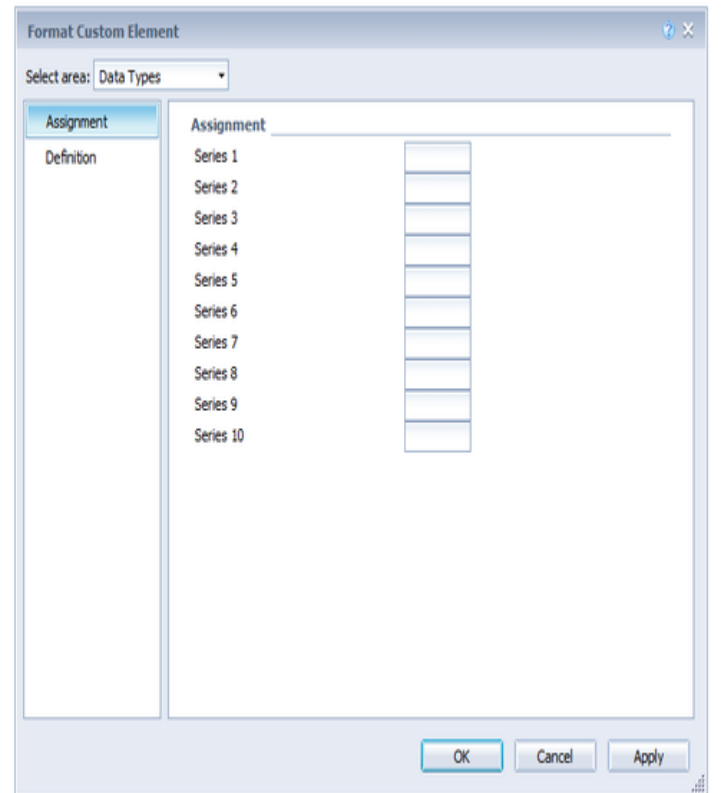 Format Custom Element
Select area: Data Types
Assignment
Definition
Assignment
Series 1
Series 2
Series 3
Series 4
Series 5
Series 6
Series 7
Series 8
Series 9
Series 10
OK Cancel Apply